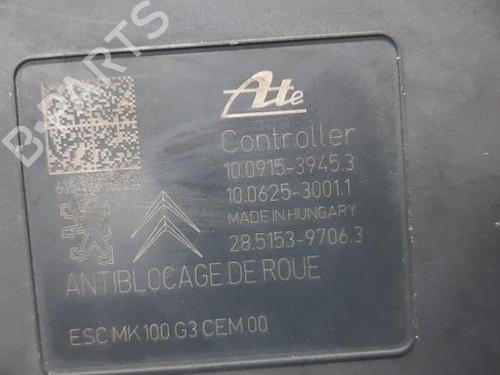 B-PARTS
Ate
Controller
10.0915-3945.3
10.0625-3001.1
MADE IN HUNGARY
28.5153-9706.3
ANTIBLOCAGE DE ROUE
ESC MK100 G3 CEM.00